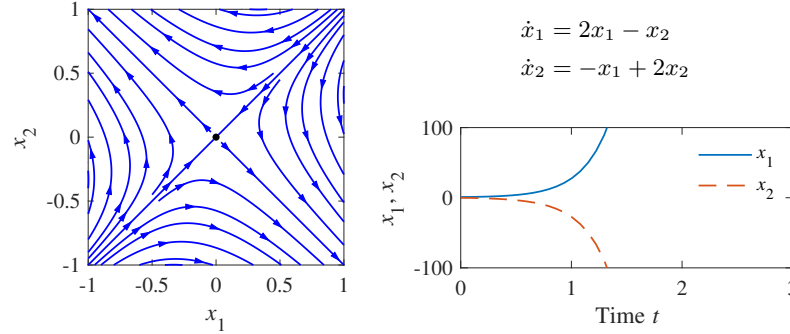 ẋ₁ = 2x₁ − x₂
ẋ₂ = −x₁ + 2x₂
1
0.5
0
-0.5
-1
x₂
-1 -0.5 0 0.5 1
x₁
100
0
-100
x₁, x₂
x₁
x₂
0 1 2 3
Time t